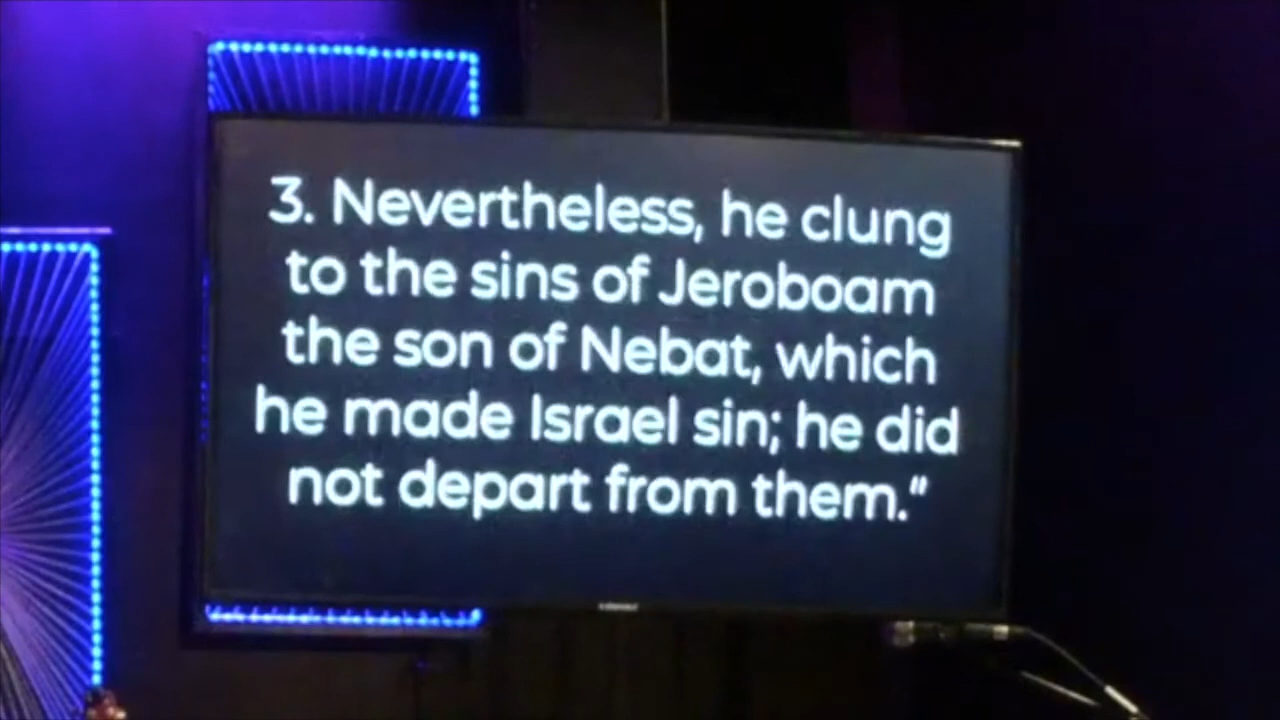 3. Nevertheless, he clung
to the sins of Jeroboam
the son of Nebat, which
he made Israel sin; he did
not depart from them."